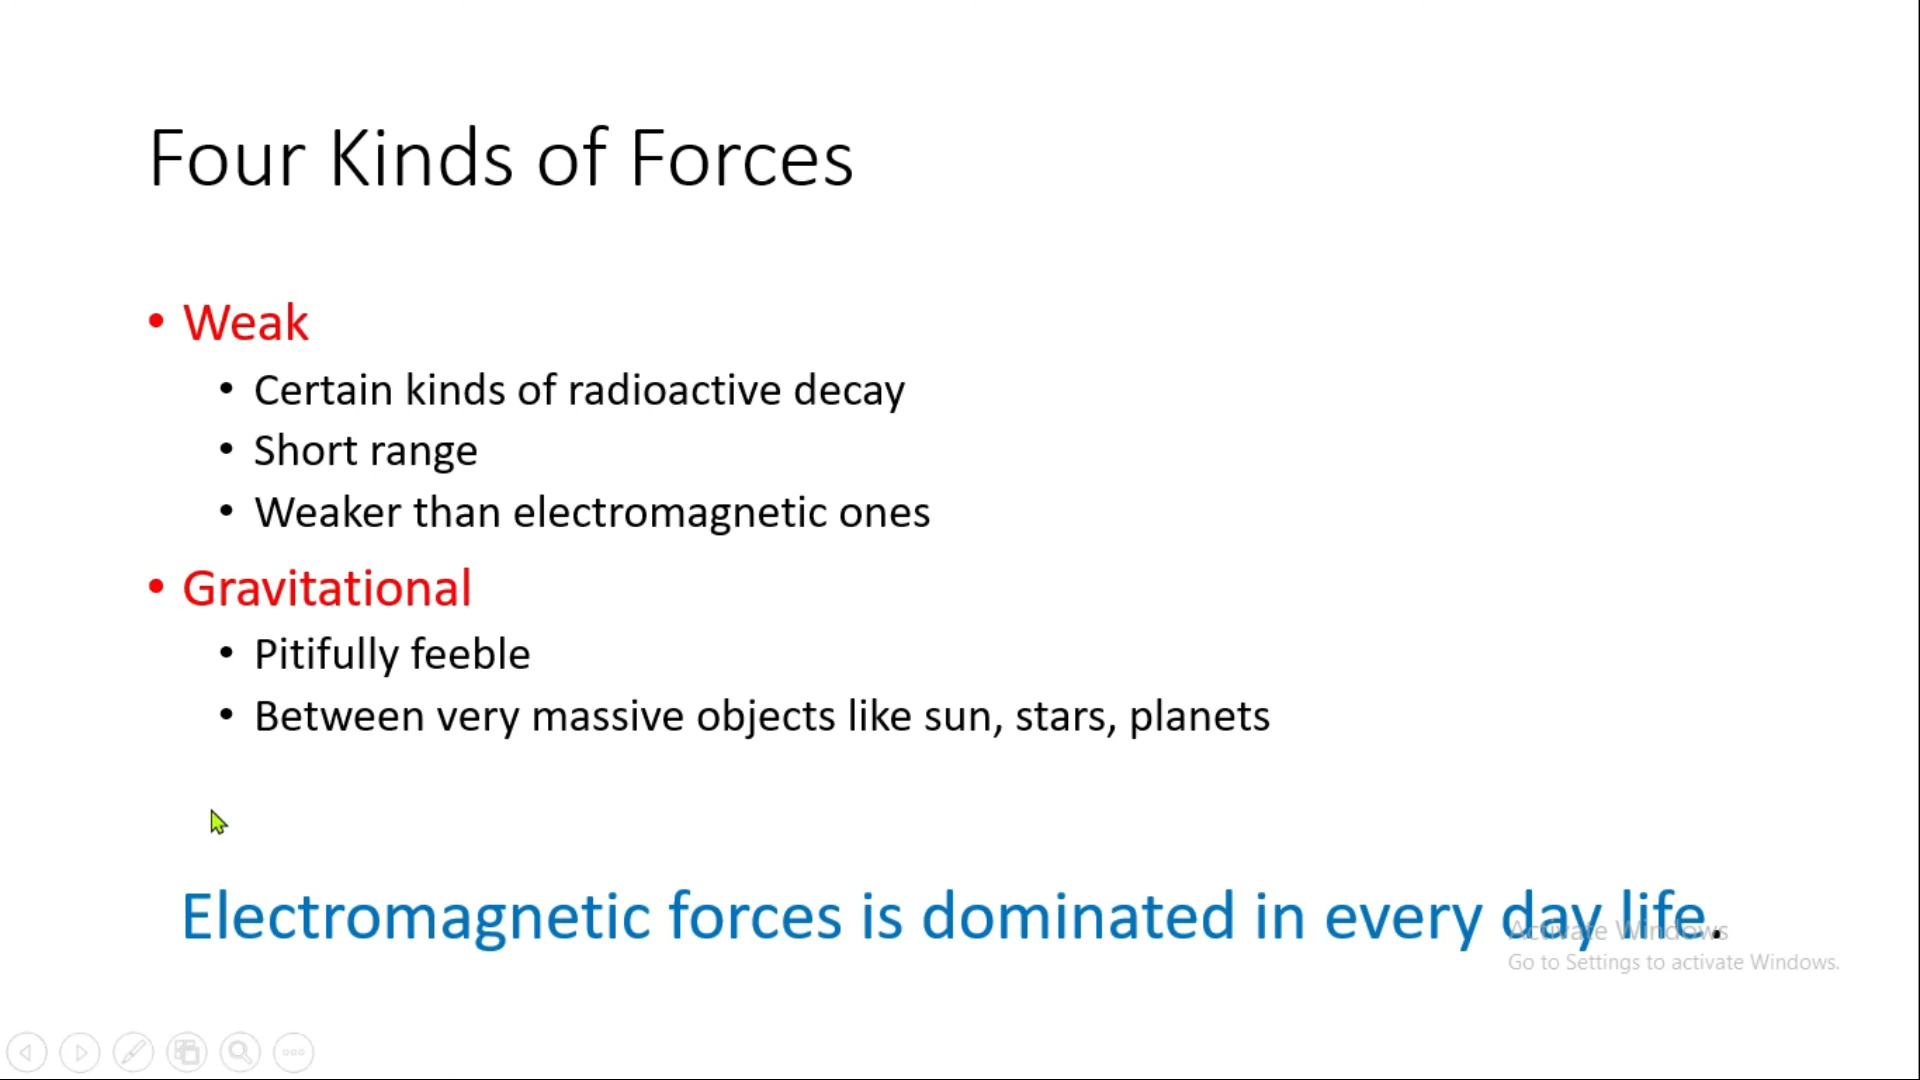 Four Kinds of Forces
• Weak
• Certain kinds of radioactive decay
• Short range
• Weaker than electromagnetic ones
• Gravitational
• Pitifully feeble
• Between very massive objects like sun, stars, planets
Electromagnetic forces is dominated in every day life.
Activate Windows
Go to Settings to activate Windows.